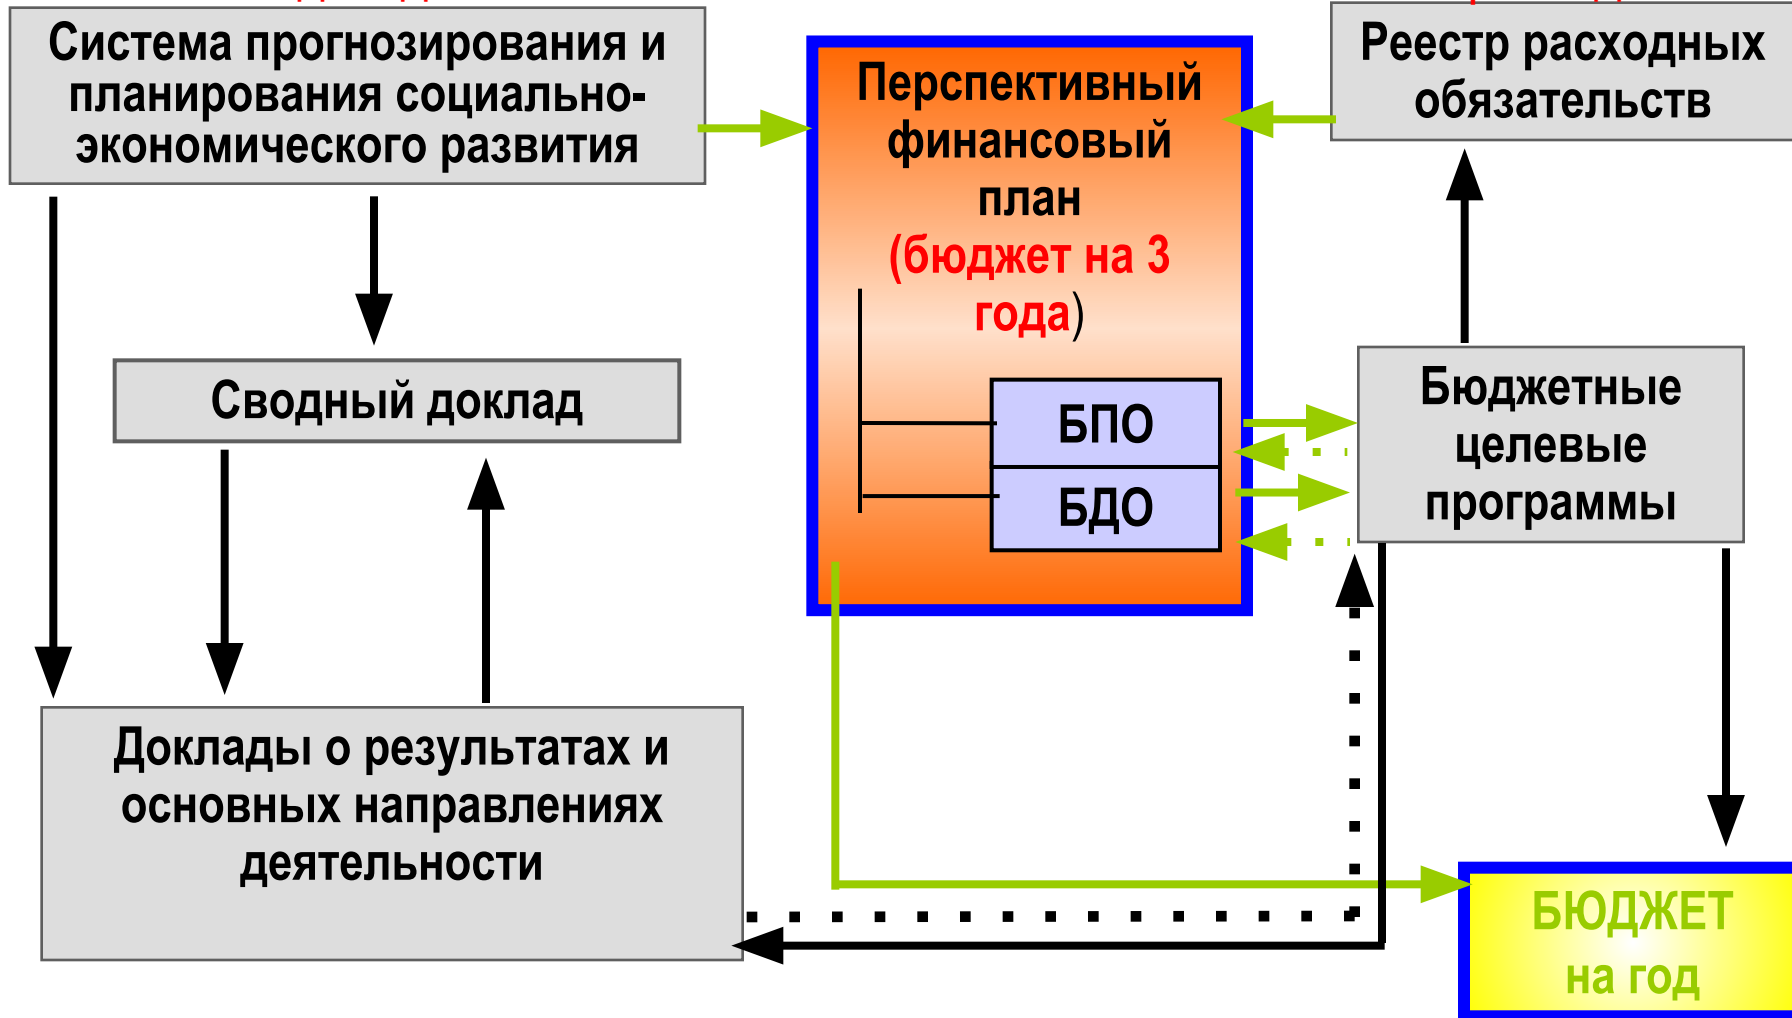 Система прогнозирования и
планирования социально-
экономического развития
Перспективный
финансовый
план
(бюджет на 3
года)
БПО
БДО
Реестр расходных
обязательств
Сводный доклад
Бюджетные
целевые
программы
Доклады о результатах и
основных направлениях
деятельности
БЮДЖЕТ
на год